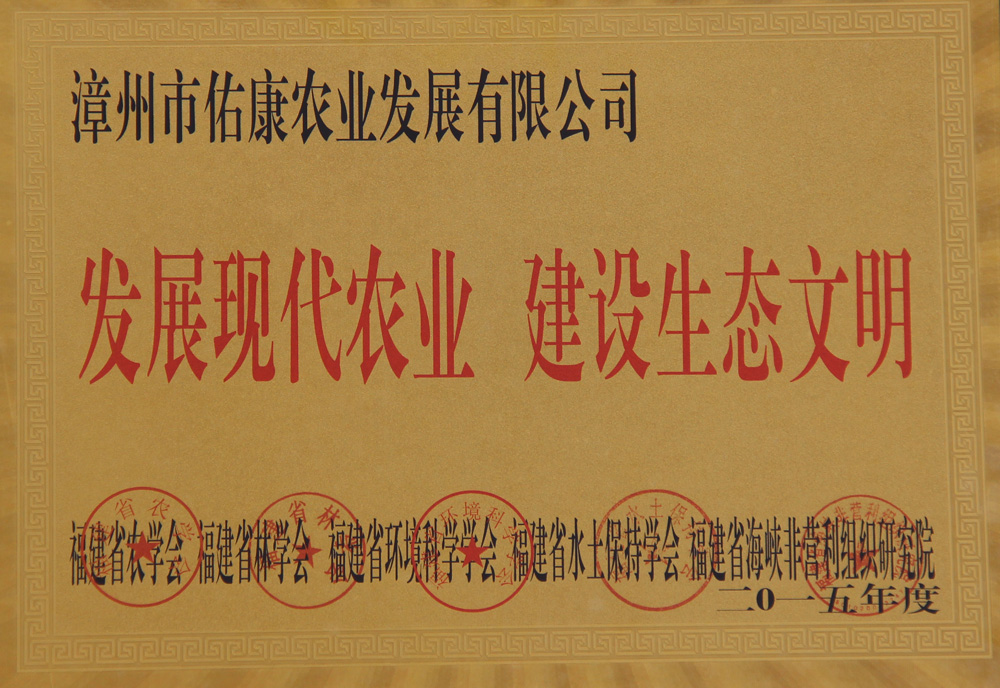 漳州市佑康农业发展有限公司
发展现代农业 建设生态文明
福建省农学会 福建省林学会 福建省环境科学学会 福建省水土保持学会 福建省海峡非营利组织研究院
二0一五年度